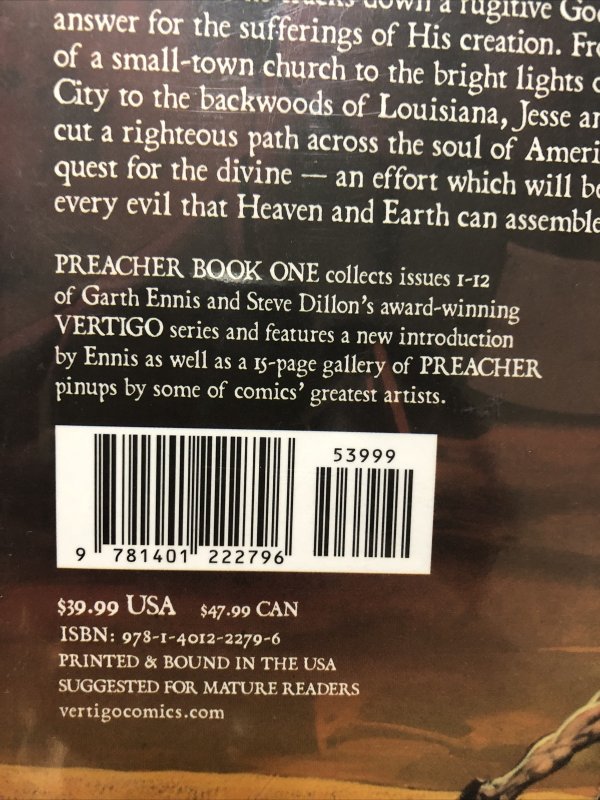 down a fugitive
answer for the sufferings of His creation.
of a small-town church to the bright lights
City to the backwoods of Louisiana, Jesse
cut a righteous path across the soul of
quest for the divine — an effort which will
every evil that Heaven and Earth can assemble
PREACHER BOOK ONE collects issues 1-12
of Garth Ennis and Steve Dillon's award-winning
VERTIGO series and features a new introduction
by Ennis as well as a 15-page gallery of PREACHER
pinups by some of comics' greatest artists.
53999
9 781401 222796
$39.99 USA $47.99 CAN
ISBN: 978-1-4012-2279-6
PRINTED & BOUND IN THE USA
SUGGESTED FOR MATURE READERS
vertigocomics.com